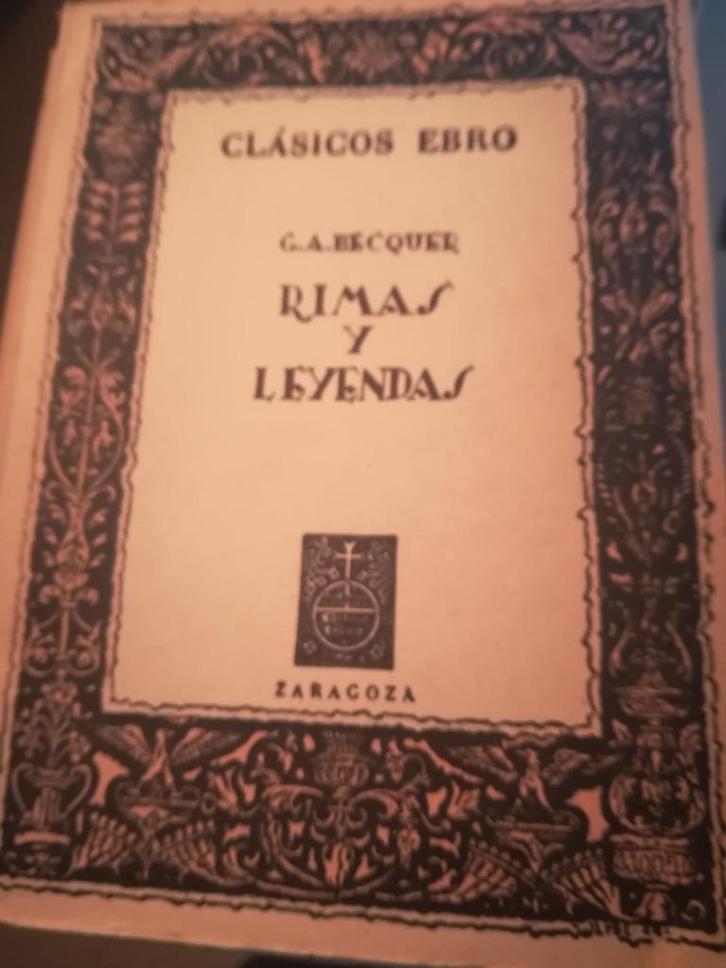 CLÁSICOS EBRO
G.A.BECQUER
RIMAS
Y
LEYENDAS
ZARAGOZA